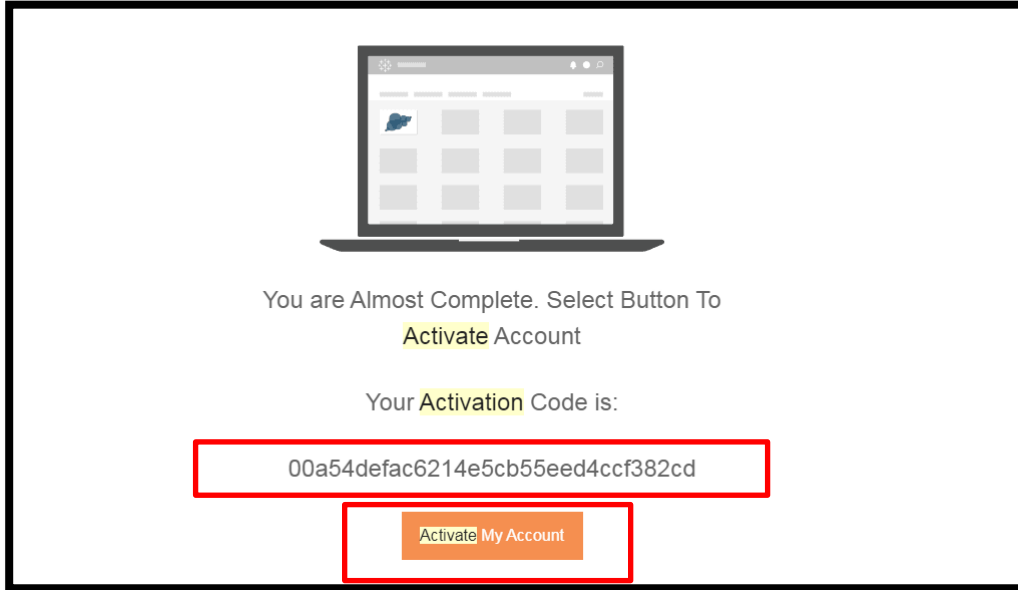 You are Almost Complete. Select Button To
Activate Account
Your Activation Code is:
00a54defac6214e5cb55eed4ccf382cd
Activate My Account